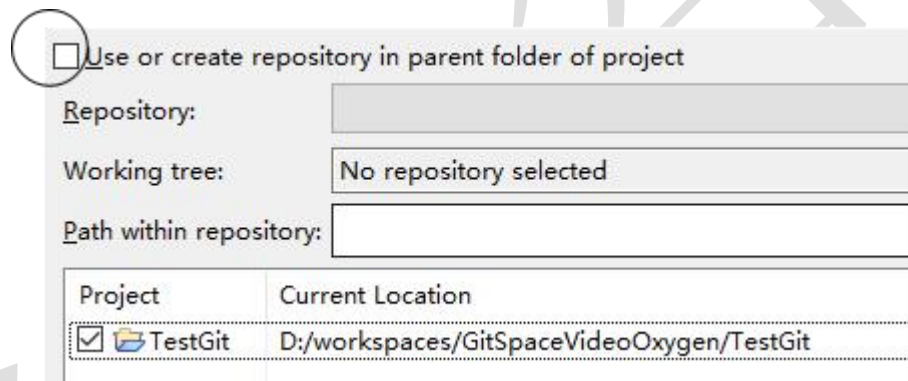 Use or create repository in parent folder of project
Repository:
Working tree: No repository selected
Path within repository:
Project Current Location
TestGit D:/workspaces/GitSpaceVideoOxygen/TestGit